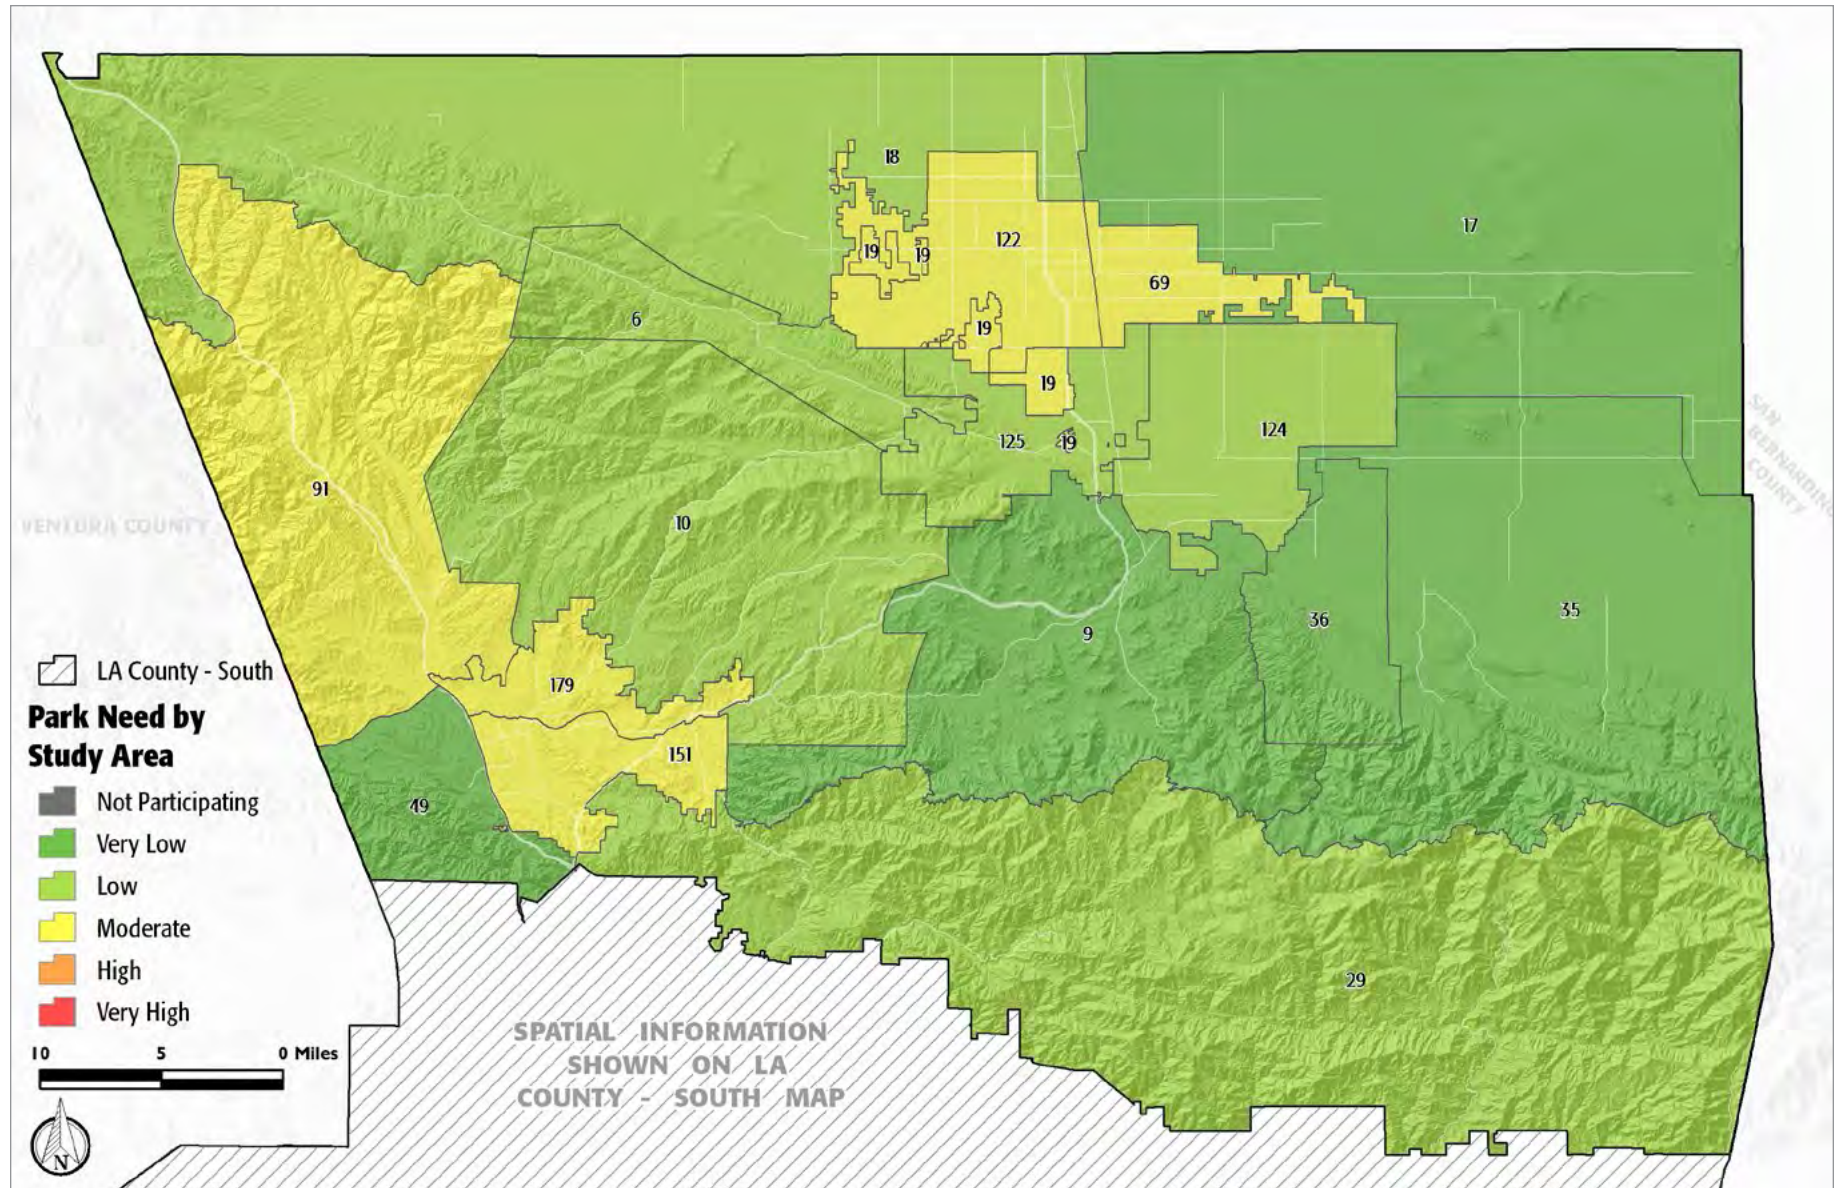 18
17
122
19
19
69
6
19
19
124
125
19
91
10
VENTURA COUNTY
SAN
BERNARDINO
COUNTY
36
35
9
179
151
49
29
LA County - South
Park Need by
Study Area
Not Participating
Very Low
Low
Moderate
High
Very High
10 5 0 Miles
N
SPATIAL INFORMATION
SHOWN ON LA
COUNTY - SOUTH MAP